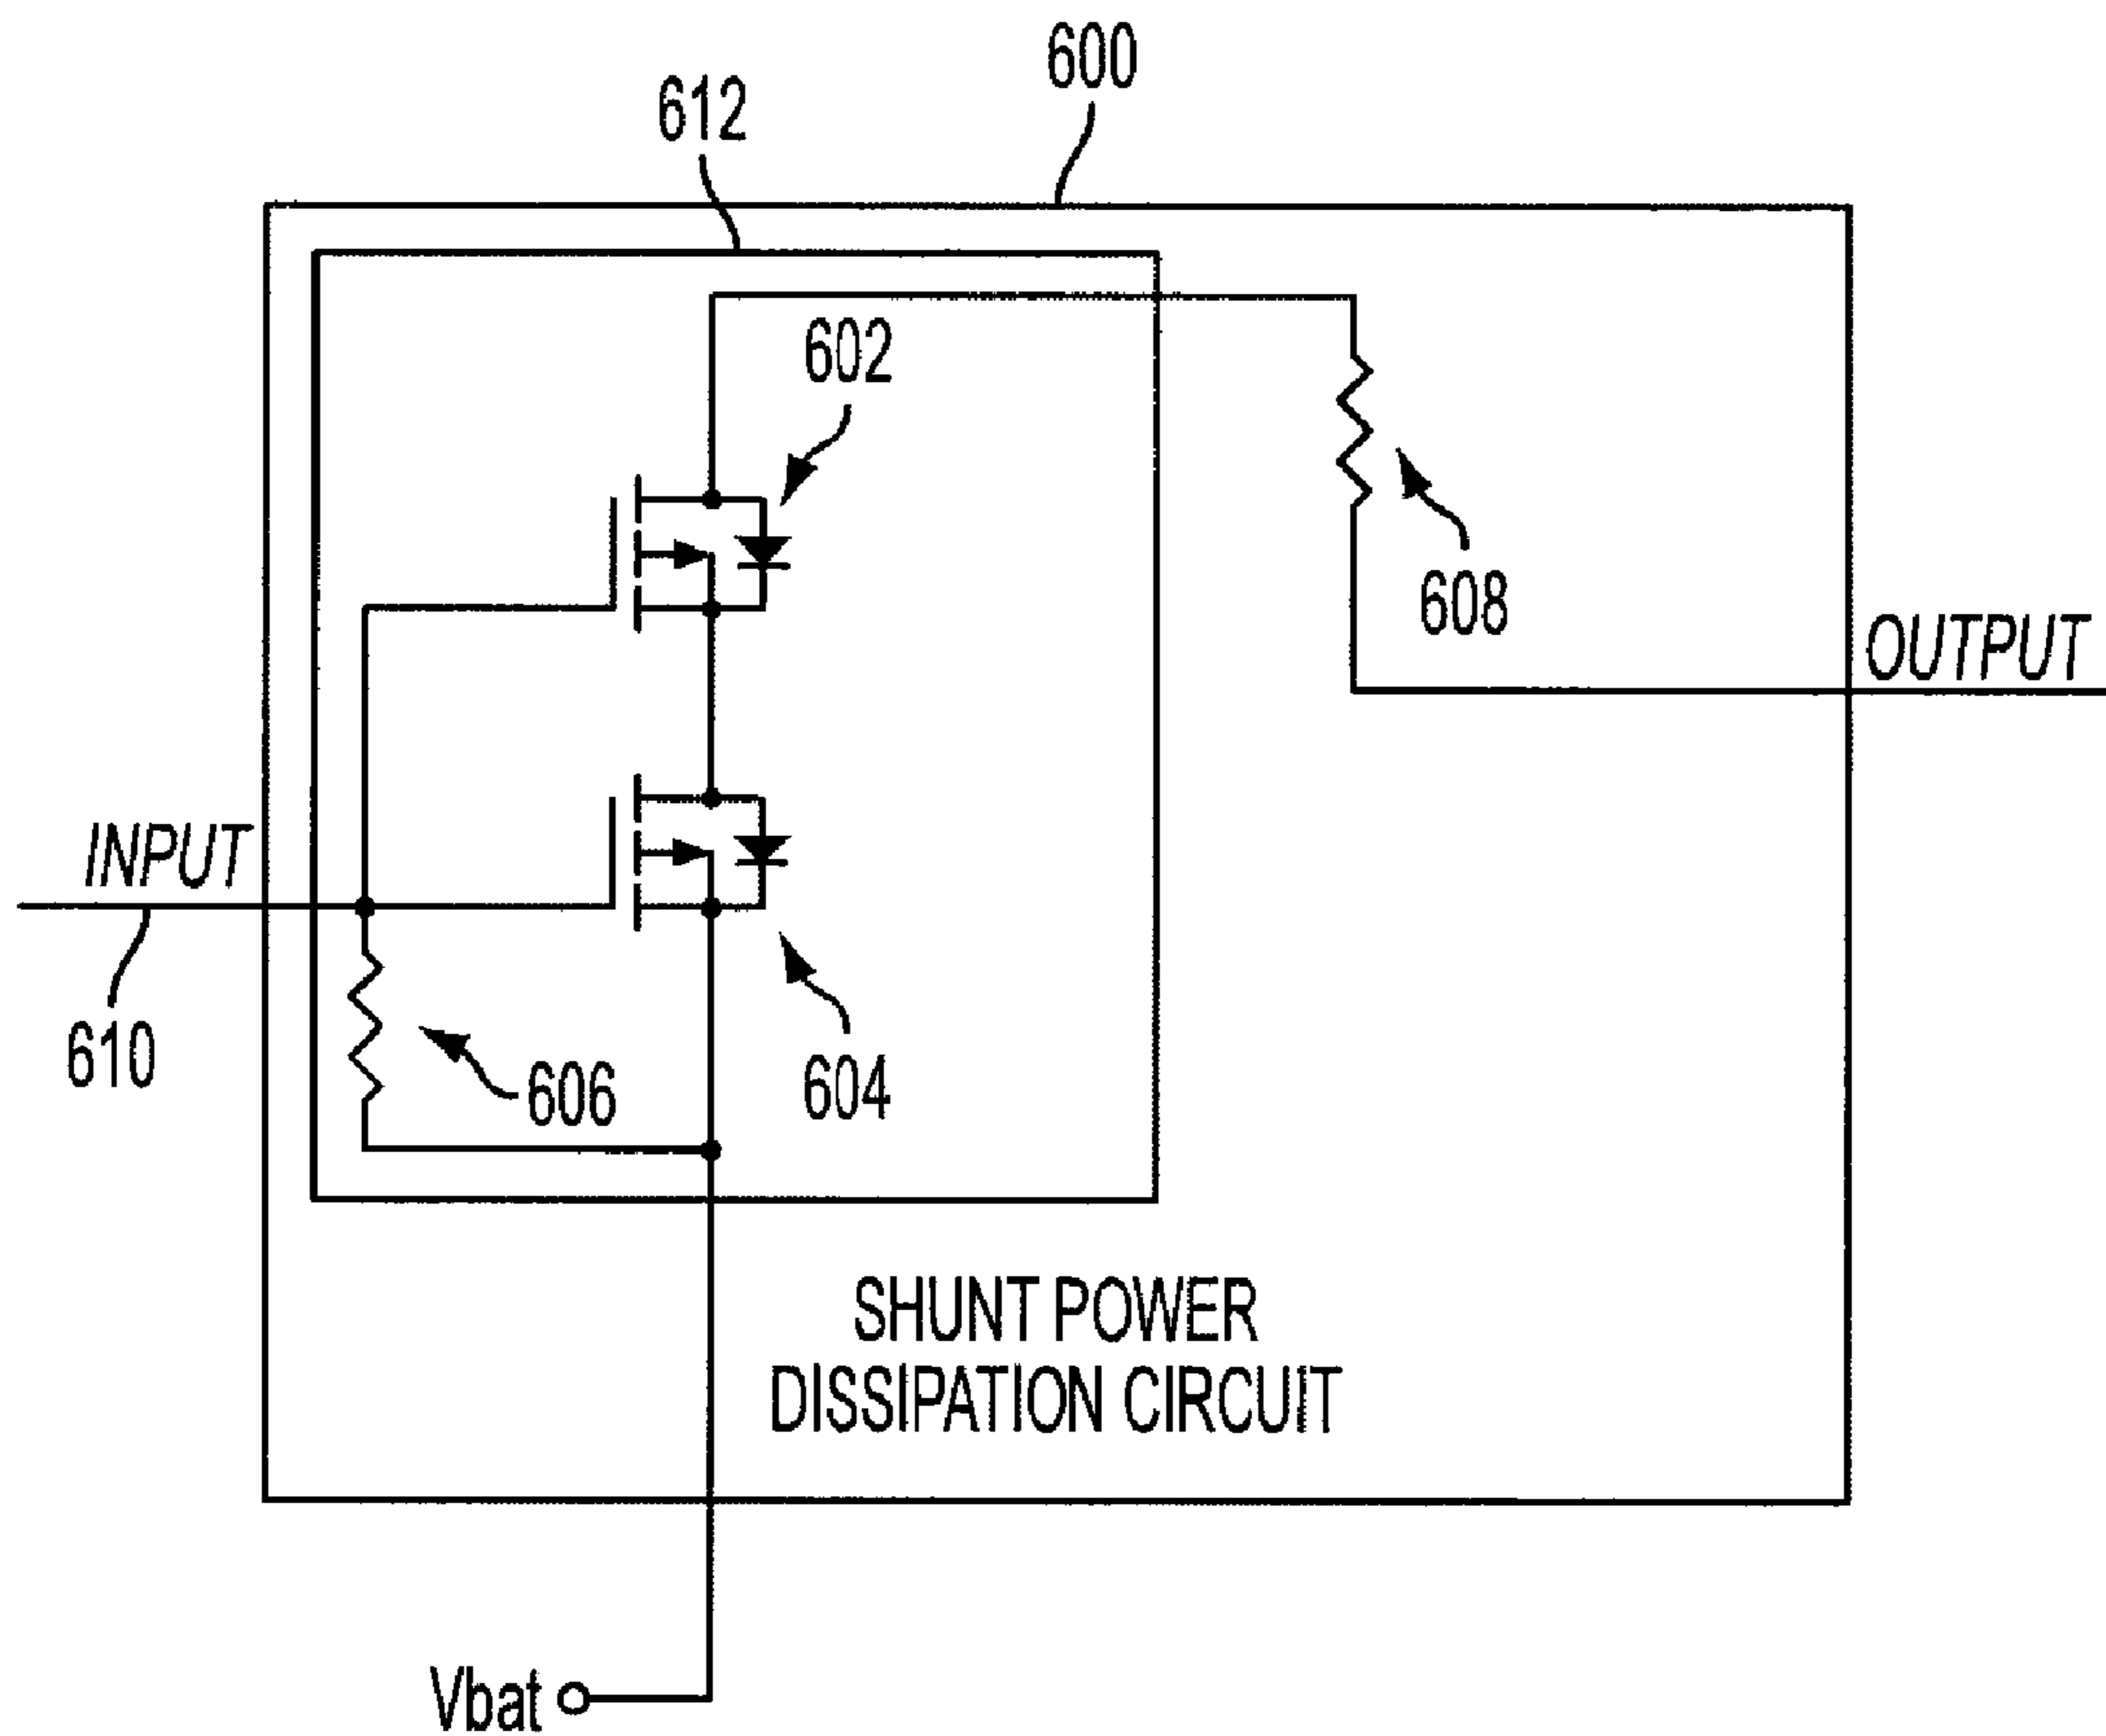 600
612
602
608
OUTPUT
INPUT
610
606
604
SHUNT POWER
DISSIPATION CIRCUIT
Vbat